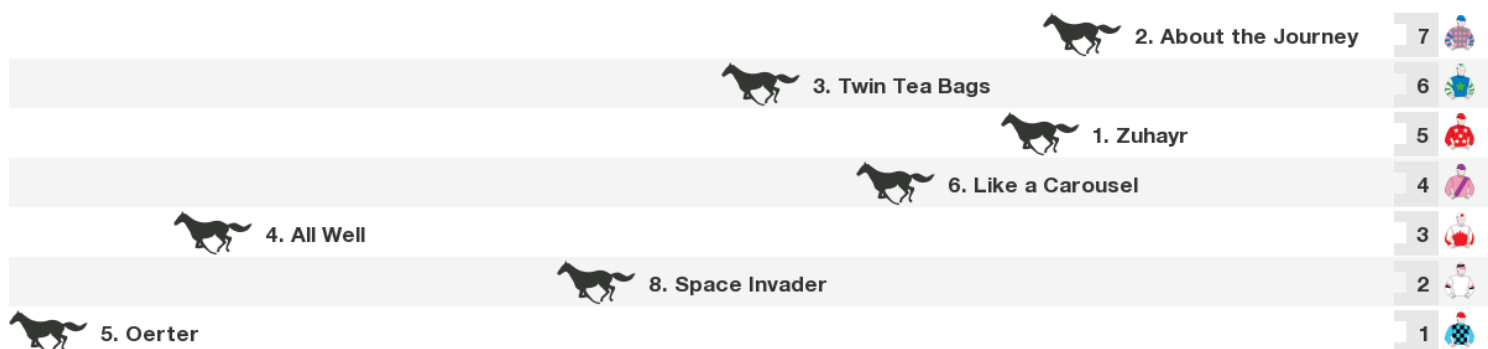 2. About the Journey 7
3. Twin Tea Bags 6
1. Zuhayr 5
6. Like a Carousel 4
4. All Well 3
8. Space Invader 2
5. Oerter 1